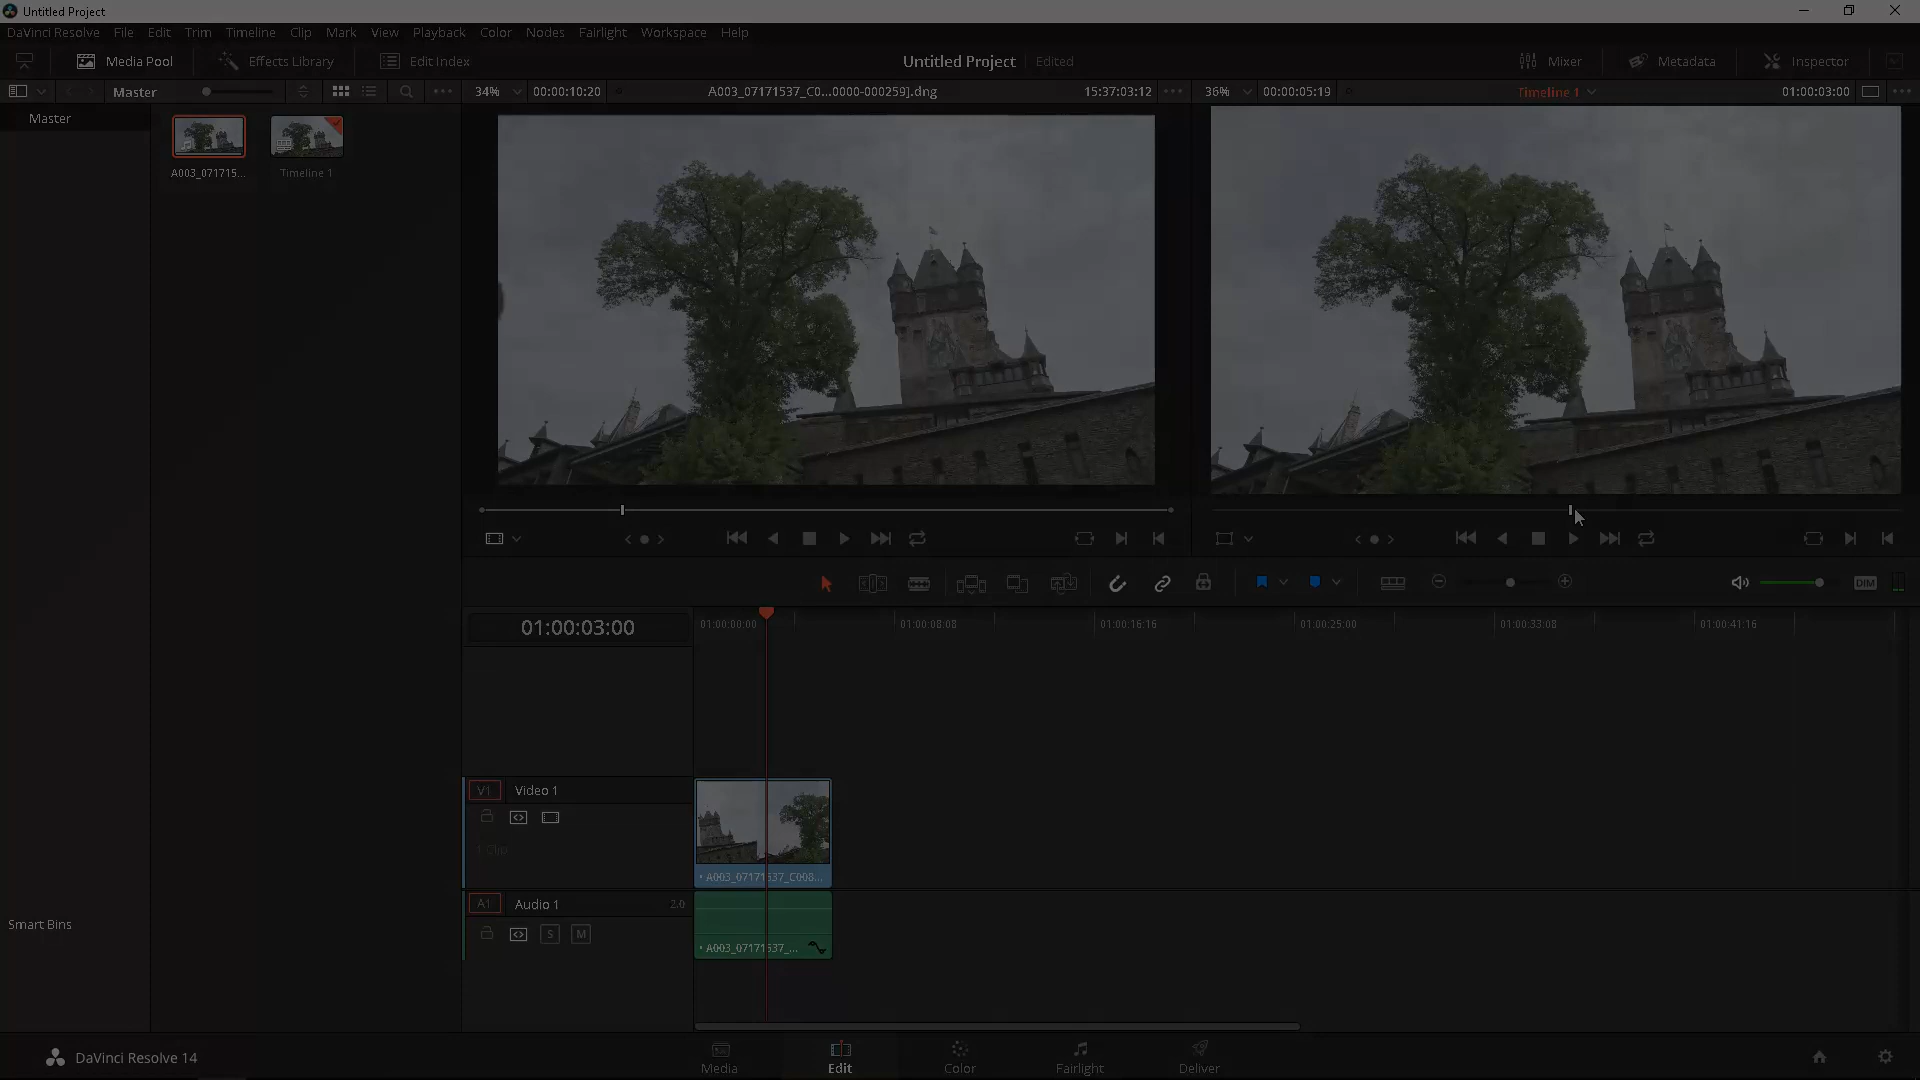 Untitled Project
DaVinci Resolve File Edit Trim Timeline Clip Mark View Playback Color Nodes Fairlight Workspace Help
Media Pool Effects Library Edit Index Untitled Project Edited Mixer Metadata Inspector
Master 34% 00:00:10:20 A003_07171537_C0...0000-000259].dng 15:37:03:12 36% 00:00:05:19 Timeline 1 01:00:03:00
Master
A003_071715... Timeline 1
DIM
01:00:03:00 01:00:00:00 01:00:08:08 01:00:16:16 01:00:25:00 01:00:33:08 01:00:41:16
V1 Video 1
1 Clip
A003_07171537_C008...
A1 Audio 1 2.0
S M
A003_07171537_...
Smart Bins
DaVinci Resolve 14
Media Edit Color Fairlight Deliver